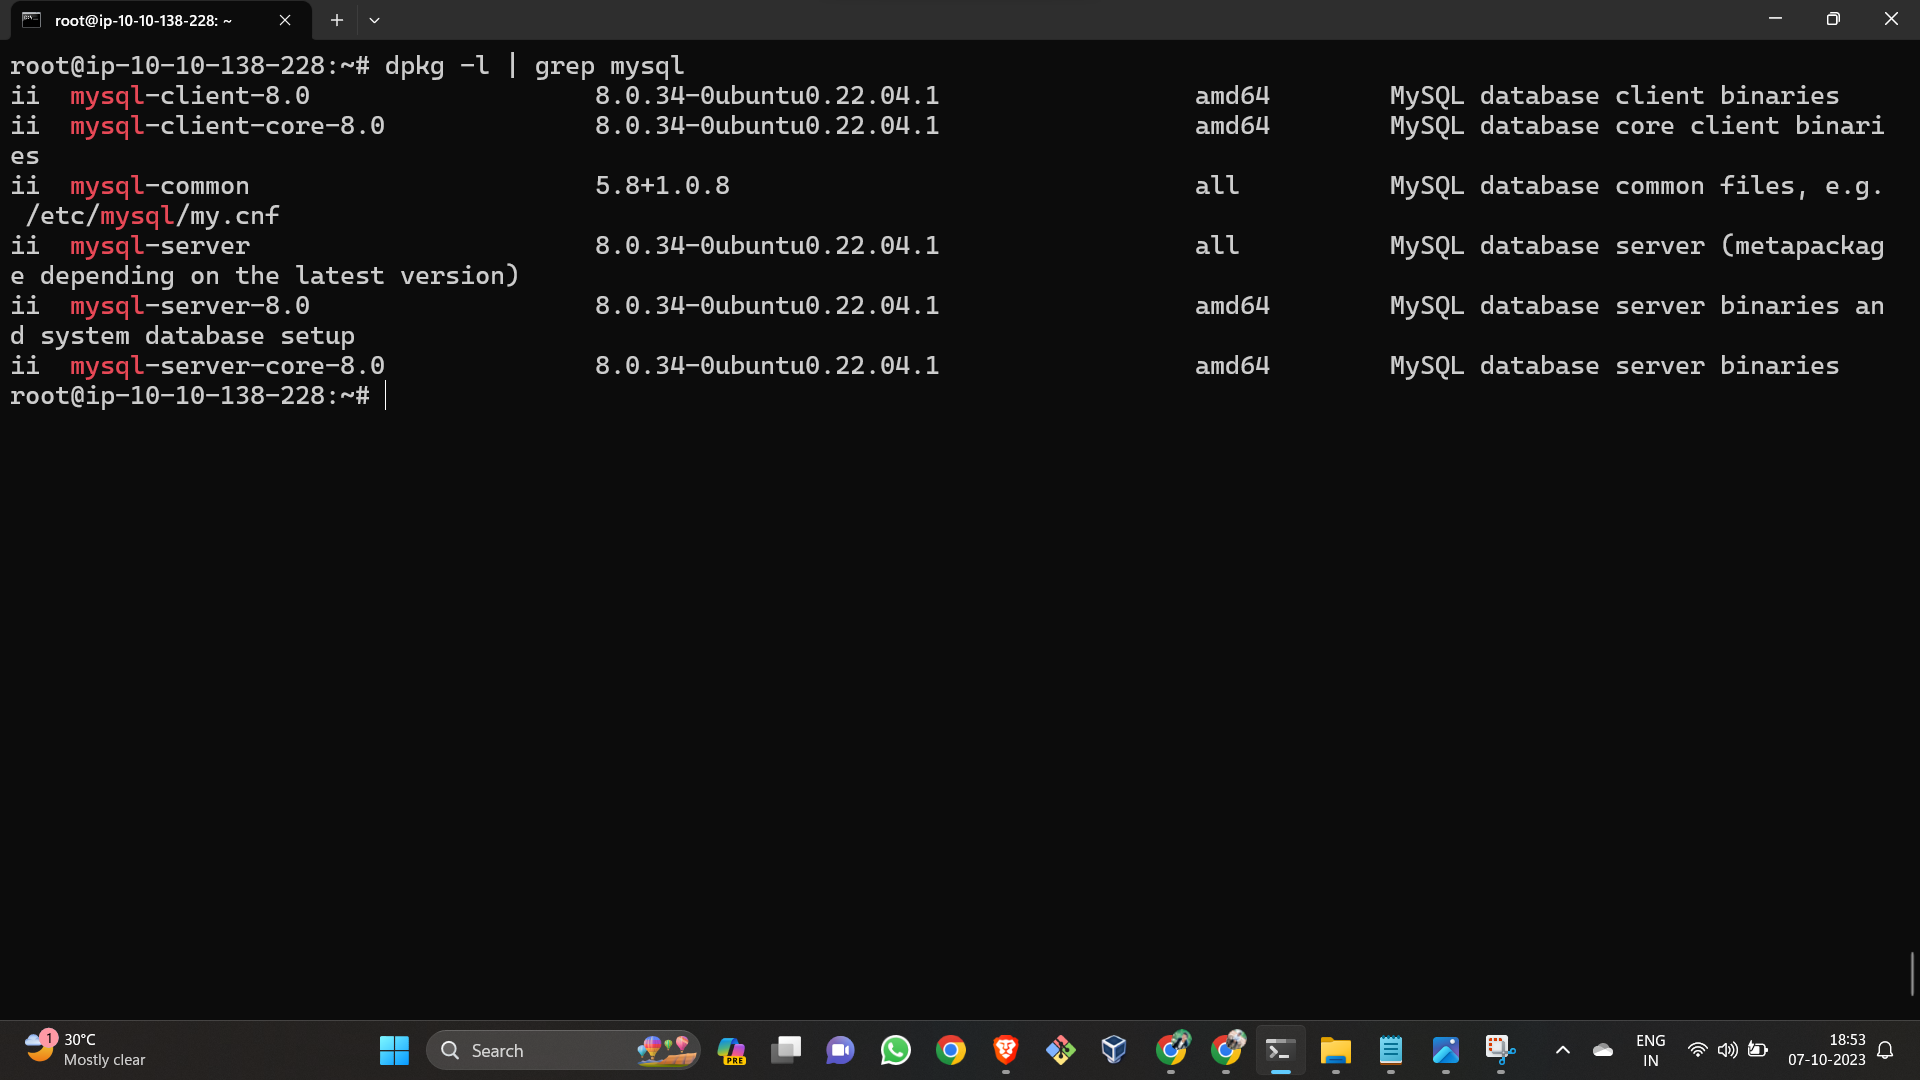 root@ip-10-10-138-228: ~
root@ip-10-10-138-228:~# dpkg -l | grep mysql
ii  mysql-client-8.0                   8.0.34-0ubuntu0.22.04.1                 amd64        MySQL database client binaries
ii  mysql-client-core-8.0              8.0.34-0ubuntu0.22.04.1                 amd64        MySQL database core client binari
es
ii  mysql-common                       5.8+1.0.8                               all          MySQL database common files, e.g.
 /etc/mysql/my.cnf
ii  mysql-server                       8.0.34-0ubuntu0.22.04.1                 all          MySQL database server (metapackag
e depending on the latest version)
ii  mysql-server-8.0                   8.0.34-0ubuntu0.22.04.1                 amd64        MySQL database server binaries an
d system database setup
ii  mysql-server-core-8.0              8.0.34-0ubuntu0.22.04.1                 amd64        MySQL database server binaries
root@ip-10-10-138-228:~#
1
30°C
Mostly clear
Search
PRE
ENG
IN
18:53
07-10-2023